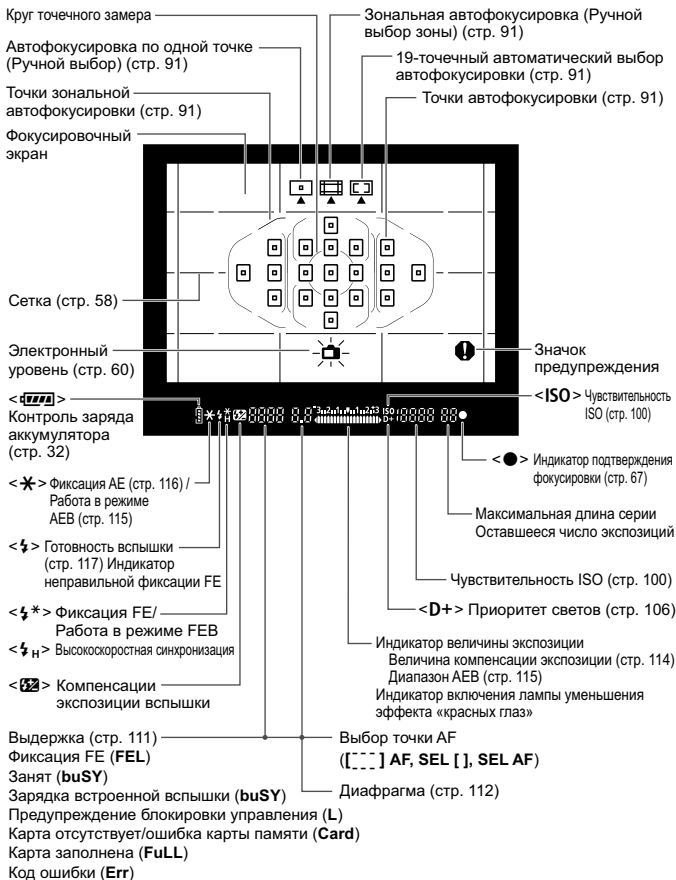 Круг точечного замера
Автофокусировка по одной точке
(Ручной выбор) (стр. 91)
Точки зональной
автофокусировки (стр. 91)
Фокусировочный
экран
Сетка (стр. 58)
Электронный
уровень (стр. 60)
Контроль заряда
аккумулятора
(стр. 32)
Зональная автофокусировка (Ручной
выбор зоны) (стр. 91)
19-точечный автоматический выбор
автофокусировки (стр. 91)
Точки автофокусировки (стр. 91)
Значок
предупреждения
<ISO> Чувствительность
ISO (стр. 100)
<●> Индикатор подтверждения
фокусировки (стр. 67)
Максимальная длина серии
Оставшееся число экспозиций
Чувствительность ISO (стр. 100)
<D+> Приоритет светов (стр. 106)
<✱> Фиксация AE (стр. 116) /
Работа в режиме
AEB (стр. 115)
<⚡> Готовность вспышки
(стр. 117) Индикатор
неправильной фиксации FE
<⚡*> Фиксация FE/
Работа в режиме FEB
<⚡H> Высокоскоростная синхронизация
Компенсации
экспозиции вспышки
Индикатор величины экспозиции
Величина компенсации экспозиции (стр. 114)
Диапазон AEB (стр. 115)
Индикатор включения лампы уменьшения
эффекта «красных глаз»
Выдержка (стр. 111)
Фиксация FE (FEL)
Занят (buSY)
Зарядка встроенной вспышки (buSY)
Предупреждение блокировки управления (L)
Карта отсутствует/ошибка карты памяти (Card)
Карта заполнена (FuLL)
Код ошибки (Err)
Выбор точки AF
([---] AF, SEL [ ], SEL AF)
Диафрагма (стр. 112)